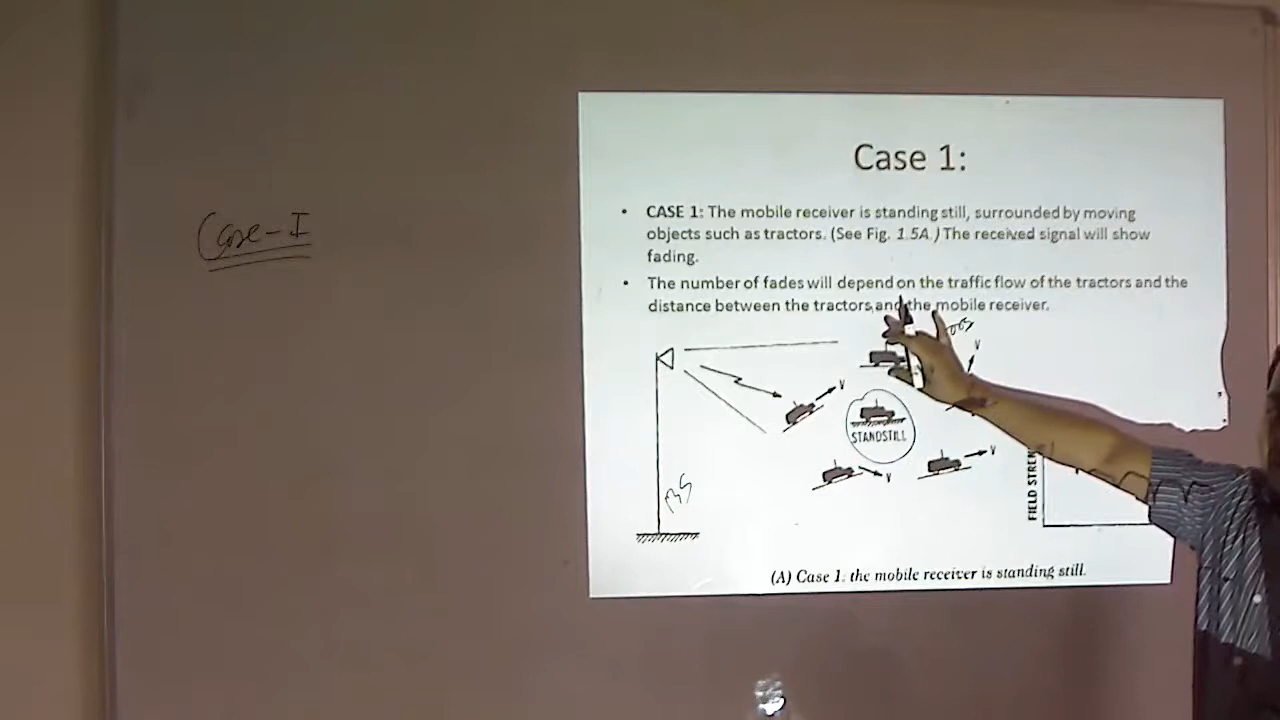 Case 1:
Case-I
• CASE 1: The mobile receiver is standing still, surrounded by moving
objects such as tractors. (See Fig. 1.5A.) The received signal will show
fading.
• The number of fades will depend on the traffic flow of the tractors and the
distance between the tractors and the mobile receiver.
V
V
STANDSTILL
V
V
BS
FIELD STREN
(A) Case 1: the mobile receiver is standing still.